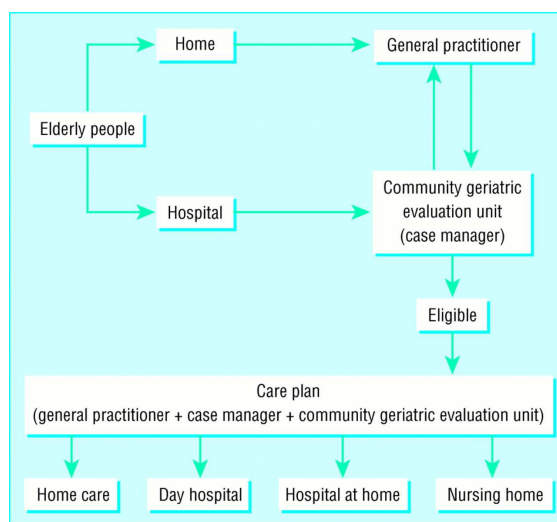 Home
General practitioner
Elderly people
Hospital
Community geriatric
evaluation unit
(case manager)
Eligible
Care plan
(general practitioner + case manager + community geriatric evaluation unit)
Home care
Day hospital
Hospital at home
Nursing home